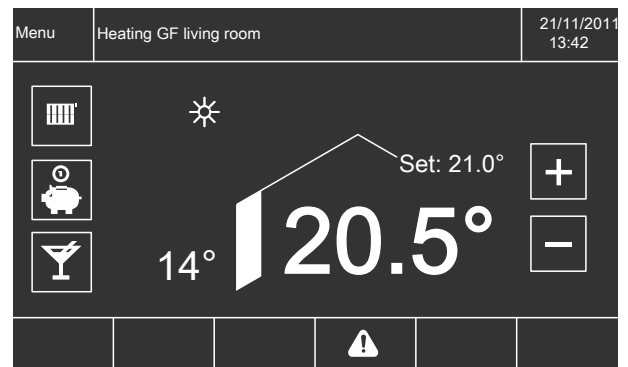 Menu
Heating GF living room
21/11/2011
13:42
Set: 21.0°
20.5°
14°